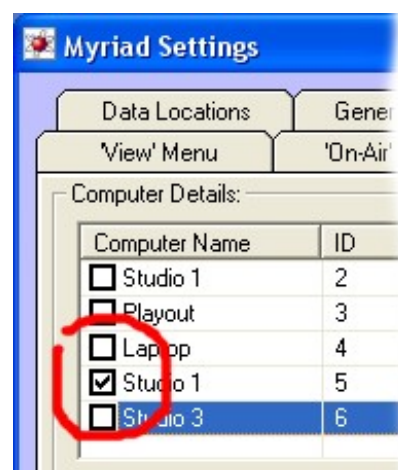 Myriad Settings
Data Locations Gener
'View' Menu 'On-Air'
Computer Details:
Computer Name ID
Studio 1 2
Playout 3
Laptop 4
Studio 1 5
Studio 3 6